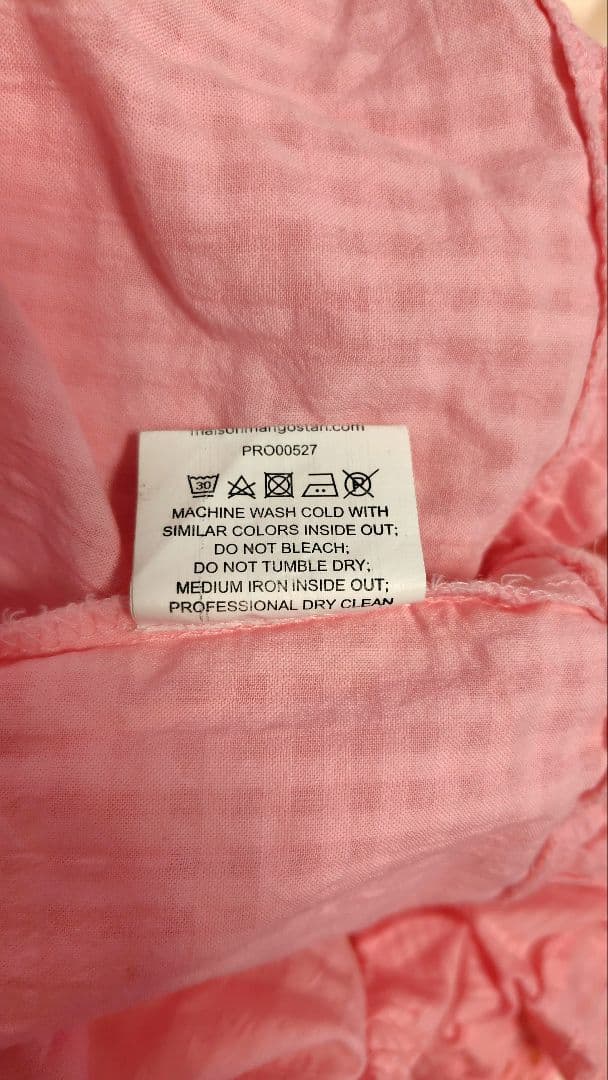 maisonmangostan.com
PRO00527
30 P
MACHINE WASH COLD WITH
SIMILAR COLORS INSIDE OUT;
DO NOT BLEACH;
DO NOT TUMBLE DRY;
MEDIUM IRON INSIDE OUT;
PROFESSIONAL DRY CLEAN